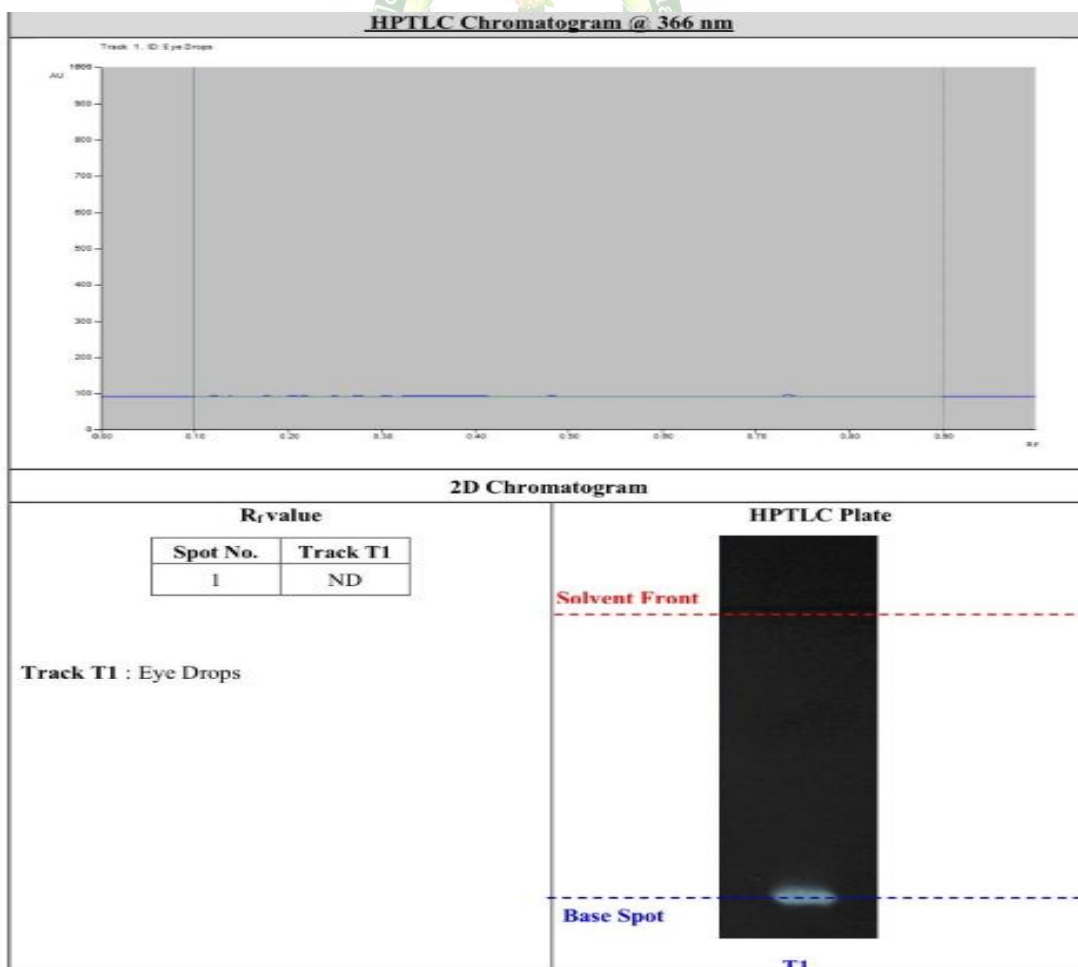 HPTLC Chromatogram @ 366 nm
Track 1, ID: Eye Drops
AU
1000
900
800
700
600
500
400
300
200
100
0
0.00 0.10 0.20 0.30 0.40 0.50 0.60 0.70 0.80 0.90
Rf
2D Chromatogram
Rf value
Spot No. Track T1
1 ND
Track T1 : Eye Drops
HPTLC Plate
Solvent Front
Base Spot
T1